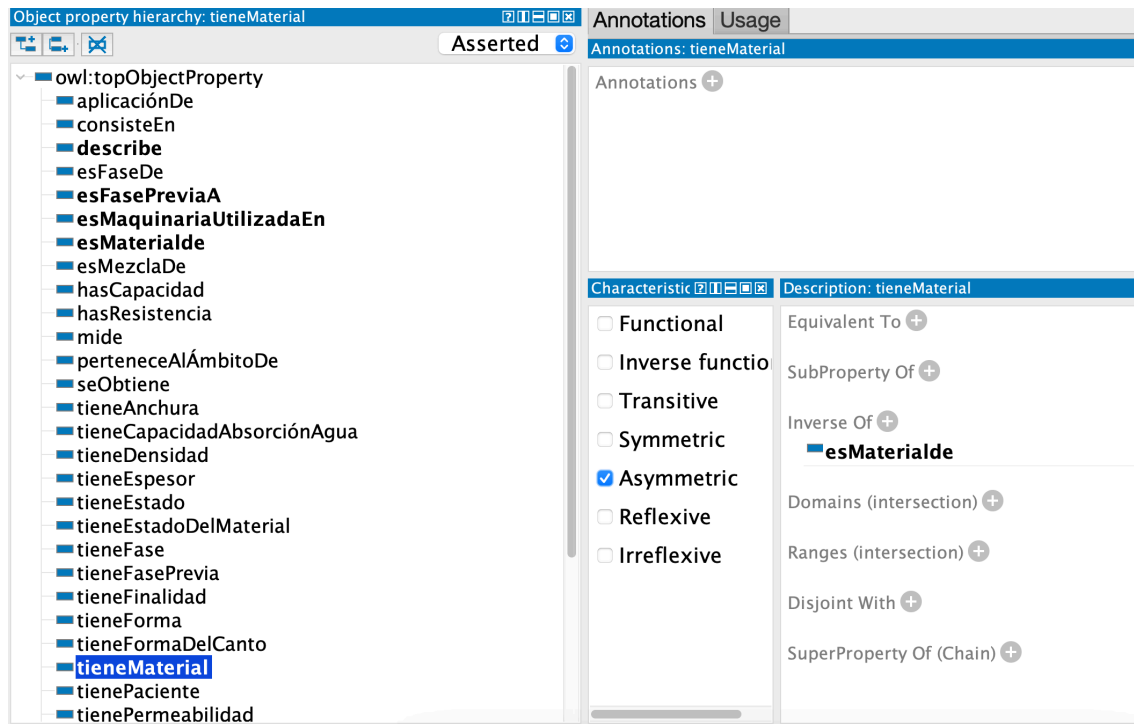 Object property hierarchy: tieneMaterial
Asserted
owl:topObjectProperty
aplicaciónDe
consisteEn
describe
esFaseDe
esFasePreviaA
esMaquinariaUtilizadaEn
esMaterialde
esMezclaDe
hasCapacidad
hasResistencia
mide
perteneceAlÁmbitoDe
seObtiene
tieneAnchura
tieneCapacidadAbsorciónAgua
tieneDensidad
tieneEspesor
tieneEstado
tieneEstadoDelMaterial
tieneFase
tieneFasePrevia
tieneFinalidad
tieneForma
tieneFormaDelCanto
tieneMaterial
tienePaciente
tienePermeabilidad
Annotations Usage
Annotations: tieneMaterial
Annotations
Characteristic
Functional
Inverse functio
Transitive
Symmetric
Asymmetric
Reflexive
Irreflexive
Description: tieneMaterial
Equivalent To
SubProperty Of
Inverse Of
esMaterialde
Domains (intersection)
Ranges (intersection)
Disjoint With
SuperProperty Of (Chain)